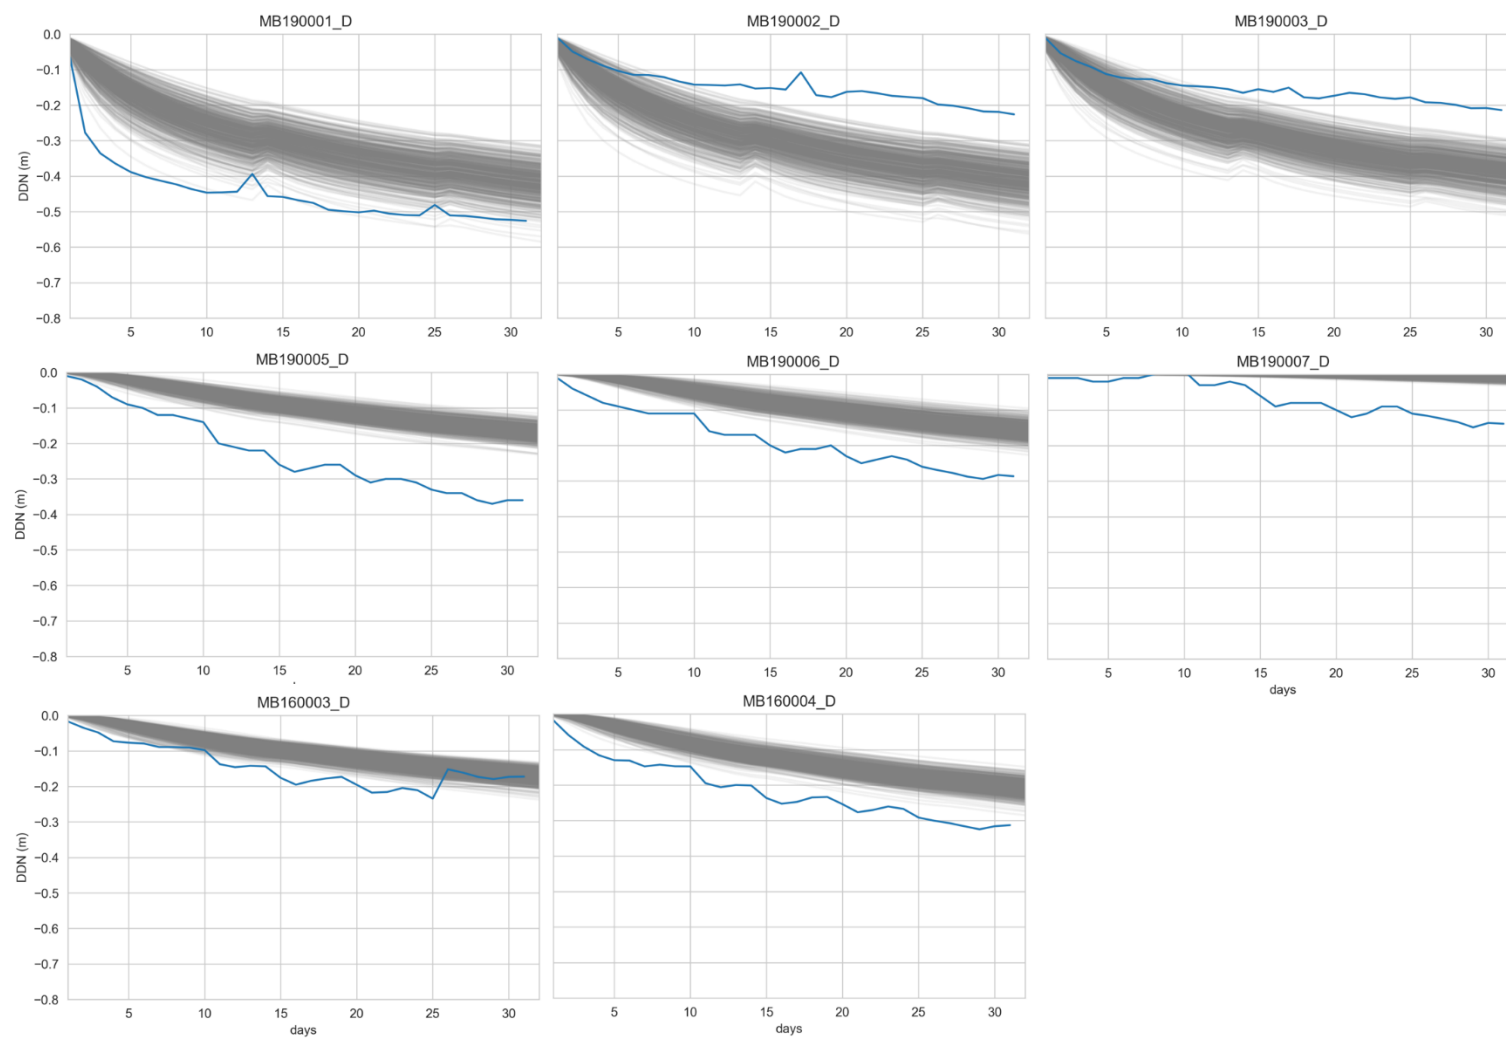 MB190001_D MB190002_D MB190003_D
0.0
−0.1
−0.2
−0.3
−0.4
−0.5
−0.6
−0.7
−0.8
DDN (m)
5 10 15 20 25 30 5 10 15 20 25 30 5 10 15 20 25 30
MB190005_D MB190006_D MB190007_D
0.0
−0.1
−0.2
−0.3
−0.4
−0.5
−0.6
−0.7
−0.8
DDN (m)
5 10 15 20 25 30 5 10 15 20 25 30 5 10 15 20 25 30
days
MB160003_D MB160004_D
0.0
−0.1
−0.2
−0.3
−0.4
−0.5
−0.6
−0.7
−0.8
DDN (m)
5 10 15 20 25 30 5 10 15 20 25 30
days days